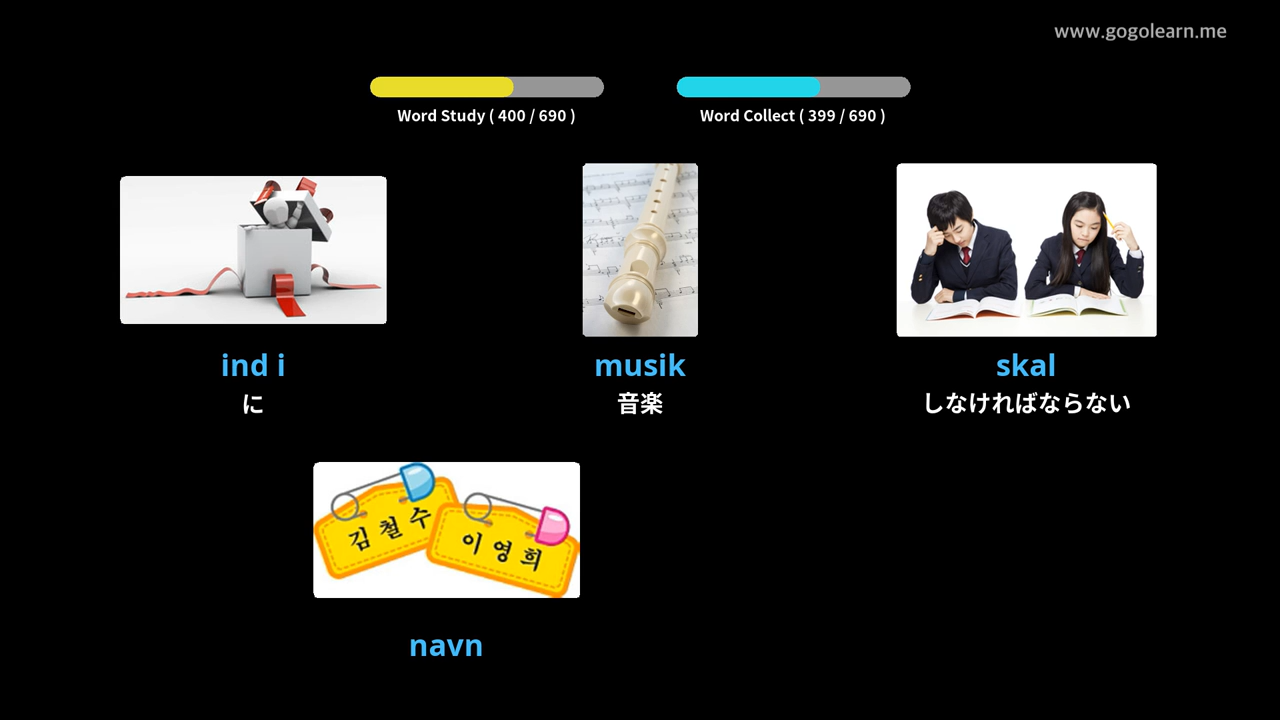 www.gogolearn.me
Word Study ( 400 / 690 )
Word Collect ( 399 / 690 )
ind i
に
musik
音楽
skal
しなければならない
김철수
이영희
navn